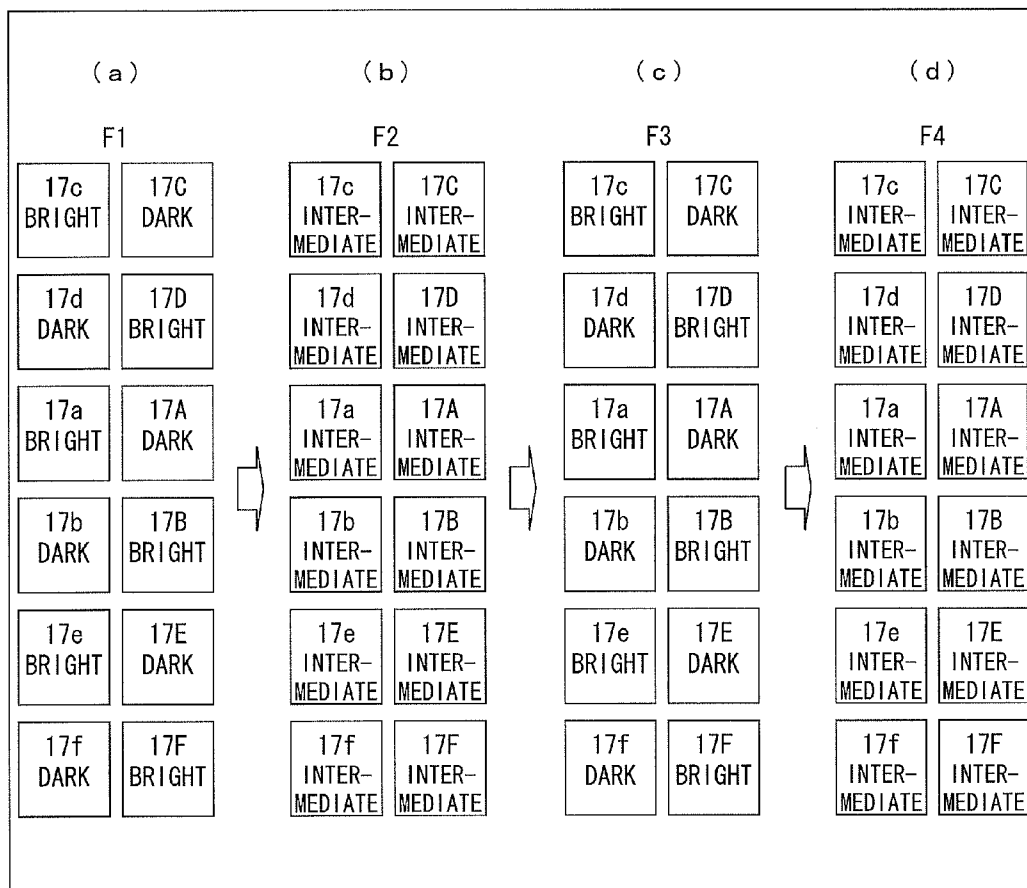 (a) (b) (c) (d)
F1 F2 F3 F4
17c 17C 17c 17C 17c 17C 17c 17C
BRIGHT DARK INTER- INTER- BRIGHT DARK INTER- INTER-
MEDIATE MEDIATE MEDIATE MEDIATE
17d 17D 17d 17D 17d 17D 17d 17D
DARK BRIGHT INTER- INTER- DARK BRIGHT INTER- INTER-
MEDIATE MEDIATE MEDIATE MEDIATE
17a 17A 17a 17A 17a 17A 17a 17A
BRIGHT DARK INTER- INTER- BRIGHT DARK INTER- INTER-
MEDIATE MEDIATE MEDIATE MEDIATE
17b 17B 17b 17B 17b 17B 17b 17B
DARK BRIGHT INTER- INTER- DARK BRIGHT INTER- INTER-
MEDIATE MEDIATE MEDIATE MEDIATE
17e 17E 17e 17E 17e 17E 17e 17E
BRIGHT DARK INTER- INTER- BRIGHT DARK INTER- INTER-
MEDIATE MEDIATE MEDIATE MEDIATE
17f 17F 17f 17F 17f 17F 17f 17F
DARK BRIGHT INTER- INTER- DARK BRIGHT INTER- INTER-
MEDIATE MEDIATE MEDIATE MEDIATE